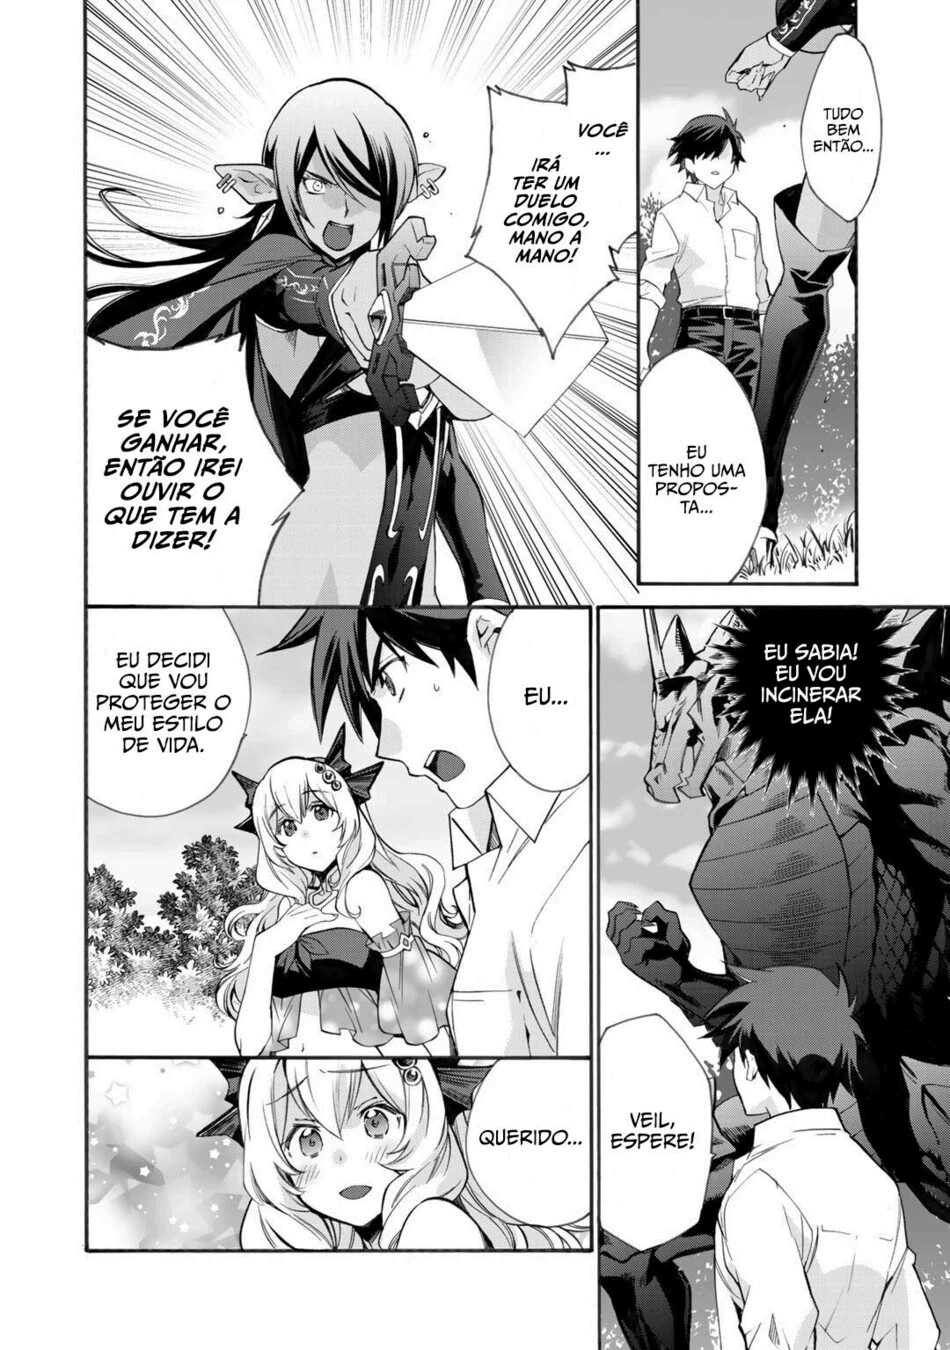 TUDO
BEM
ENTÃO...
EU
TENHO UMA
PROPOS-
TA...
VOCÊ
...
IRÁ
TER UM
DUELO
COMIGO,
MANO A
MANO!
SE VOCÊ
GANHAR,
ENTÃO IREI
OUVIR O
QUE TEM A
DIZER!
EU SABIA!
EU VOU
INCINERAR
ELA!
VEIL,
ESPERE!
EU...
EU DECIDI
QUE VOU
PROTEGER O
MEU ESTILO
DE VIDA.
QUERIDO...